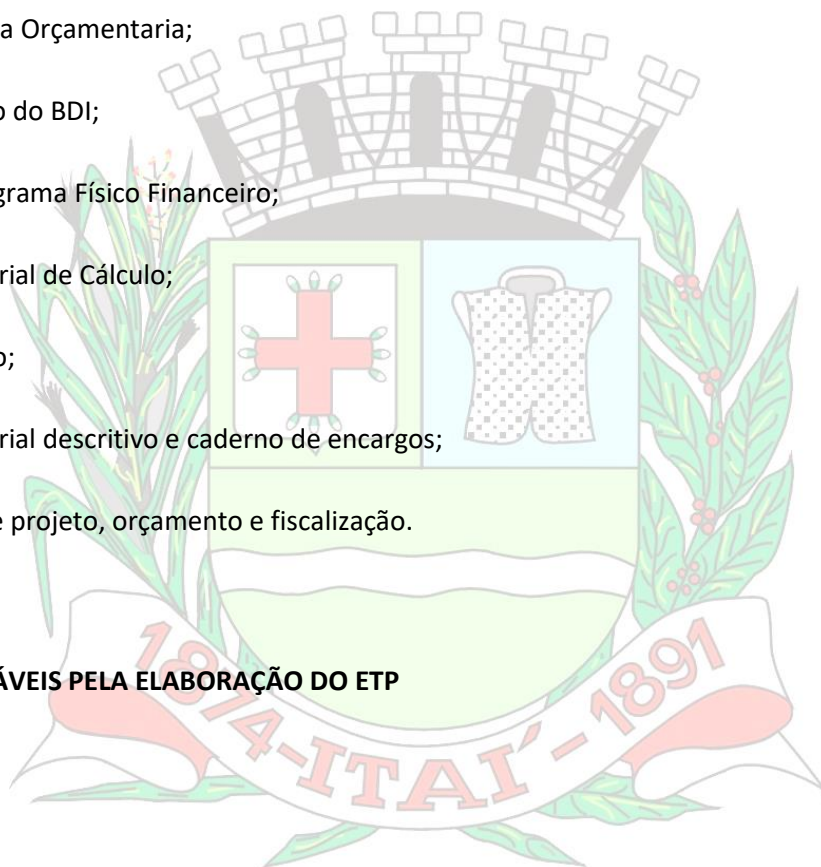 a Orçamentaria;
o do BDI;
grama Físico Financeiro;
rial de Cálculo;
o;
rial descritivo e caderno de encargos;
e projeto, orçamento e fiscalização.
ÁVEIS PELA ELABORAÇÃO DO ETP
1874-ITAÍ-1891